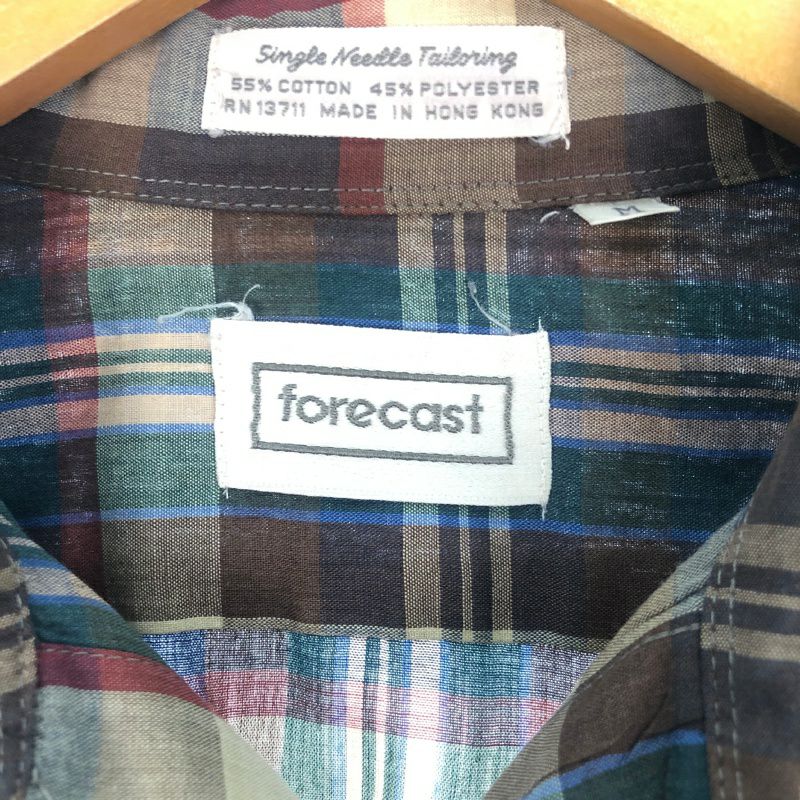 Single Needle Tailoring
55% COTTON 45% POLYESTER
RN 13711 MADE IN HONG KONG
M
forecast